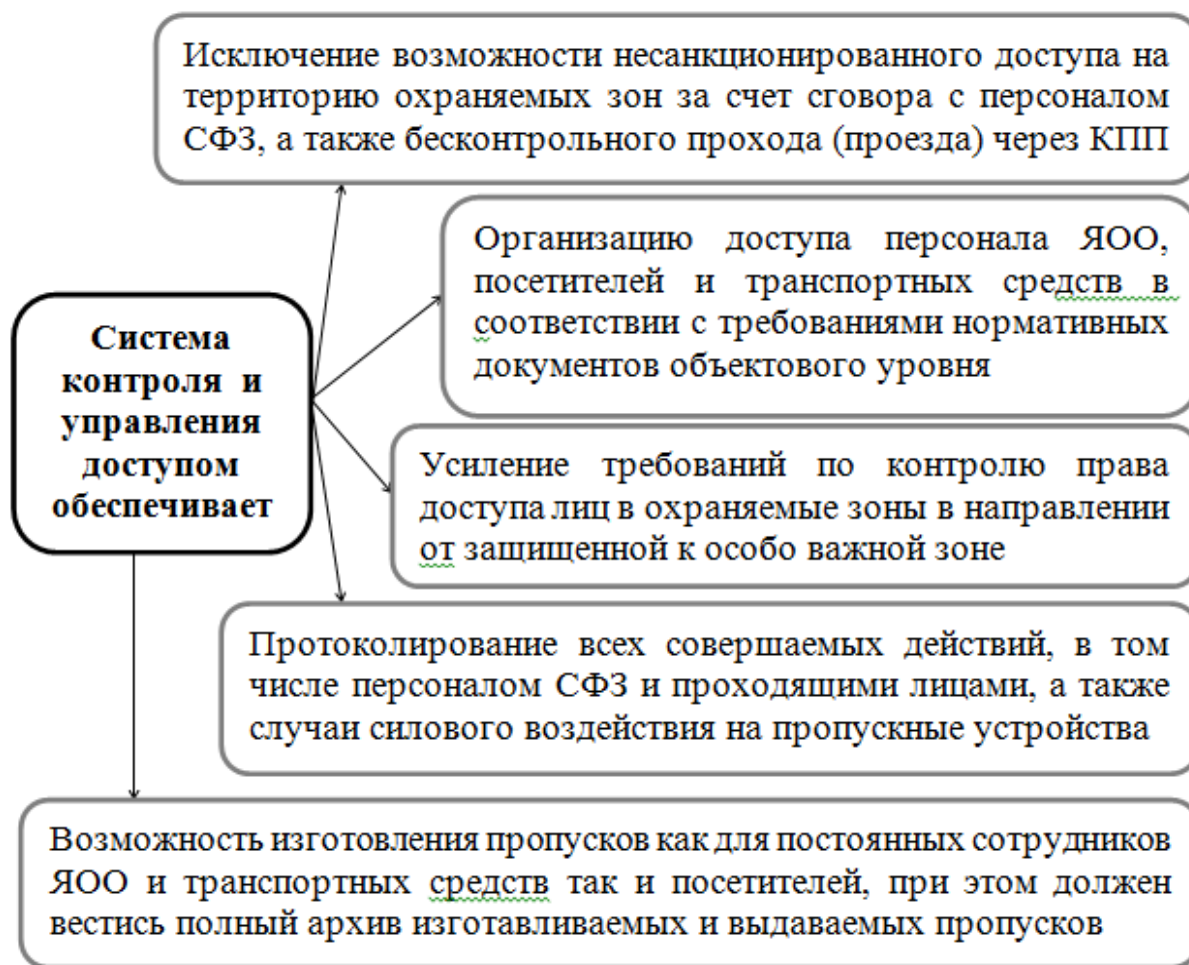 Исключение возможности несанкционированного доступа на
территорию охраняемых зон за счет сговора с персоналом
СФЗ, а также бесконтрольного прохода (проезда) через КПП
Организацию доступа персонала ЯОО,
посетителей и транспортных средств в
соответствии с требованиями нормативных
документов объектового уровня
Система
контроля и
управления
доступом
обеспечивает
Усиление требований по контролю права
доступа лиц в охраняемые зоны в направлении
от защищенной к особо важной зоне
Протоколирование всех совершаемых действий, в том
числе персоналом СФЗ и проходящими лицами, а также
случаи силового воздействия на пропускные устройства
Возможность изготовления пропусков как для постоянных сотрудников
ЯОО и транспортных средств так и посетителей, при этом должен
вестись полный архив изготавливаемых и выдаваемых пропусков